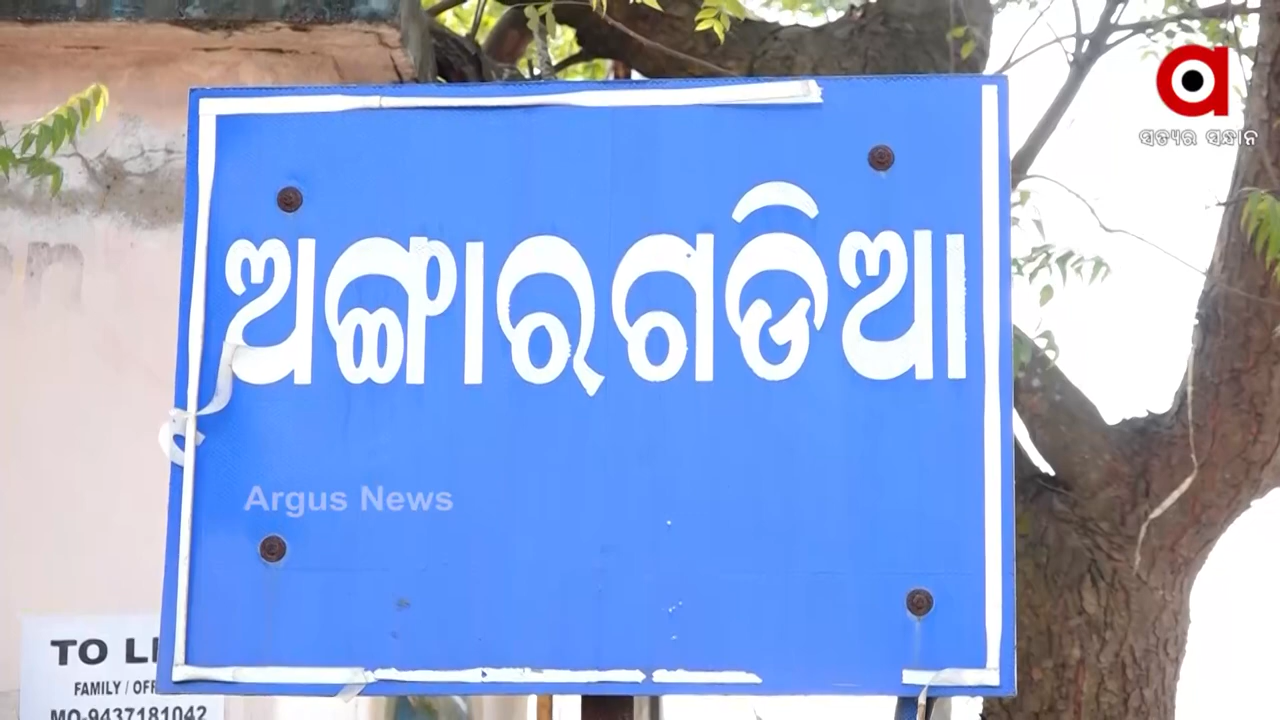 ସତ୍ୟର ସନ୍ଧାନ
ଅଙ୍ଗାରଗଡିଆ
Argus News
TO
FAMILY / OFF
MO-9437181042